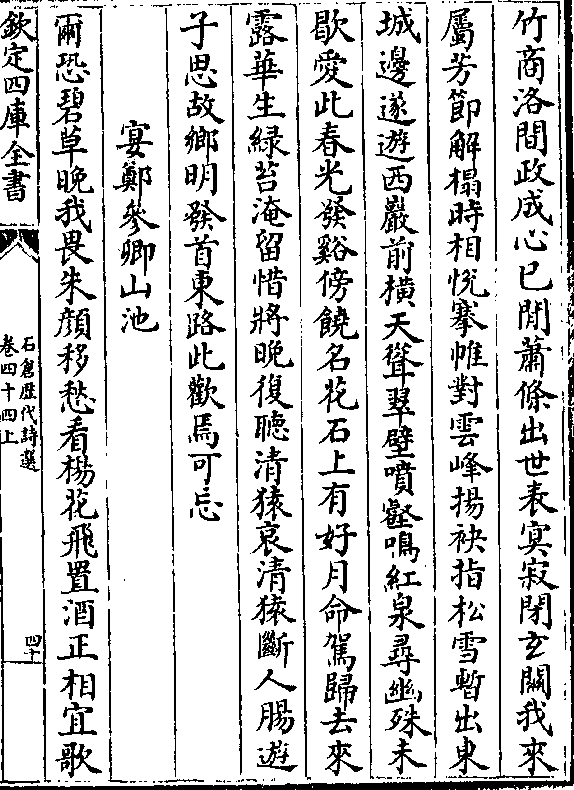 竹商洛間政成心已閒蕭條出世表冥寂閉玄關我來
屬芳節解榻時相悅搴帷對雲峰揚袂指松雪暫出東
城邊遂遊西巖前橫天聳翠壁噴壑鳴紅泉尋幽殊未
歇愛此春光發谿傍饒名花石上有好月命駕歸去來
露華生綠苔淹留惜將晚復聽清猿哀清猿斷人腸遊
子思故鄉明發首東路此歡焉可忘
宴鄭參卿山池
爾恐碧草晚我畏朱顏移愁看楊花飛置酒正相宜歌
欽定四庫全書
石倉歷代詩選
卷四十四上
四十